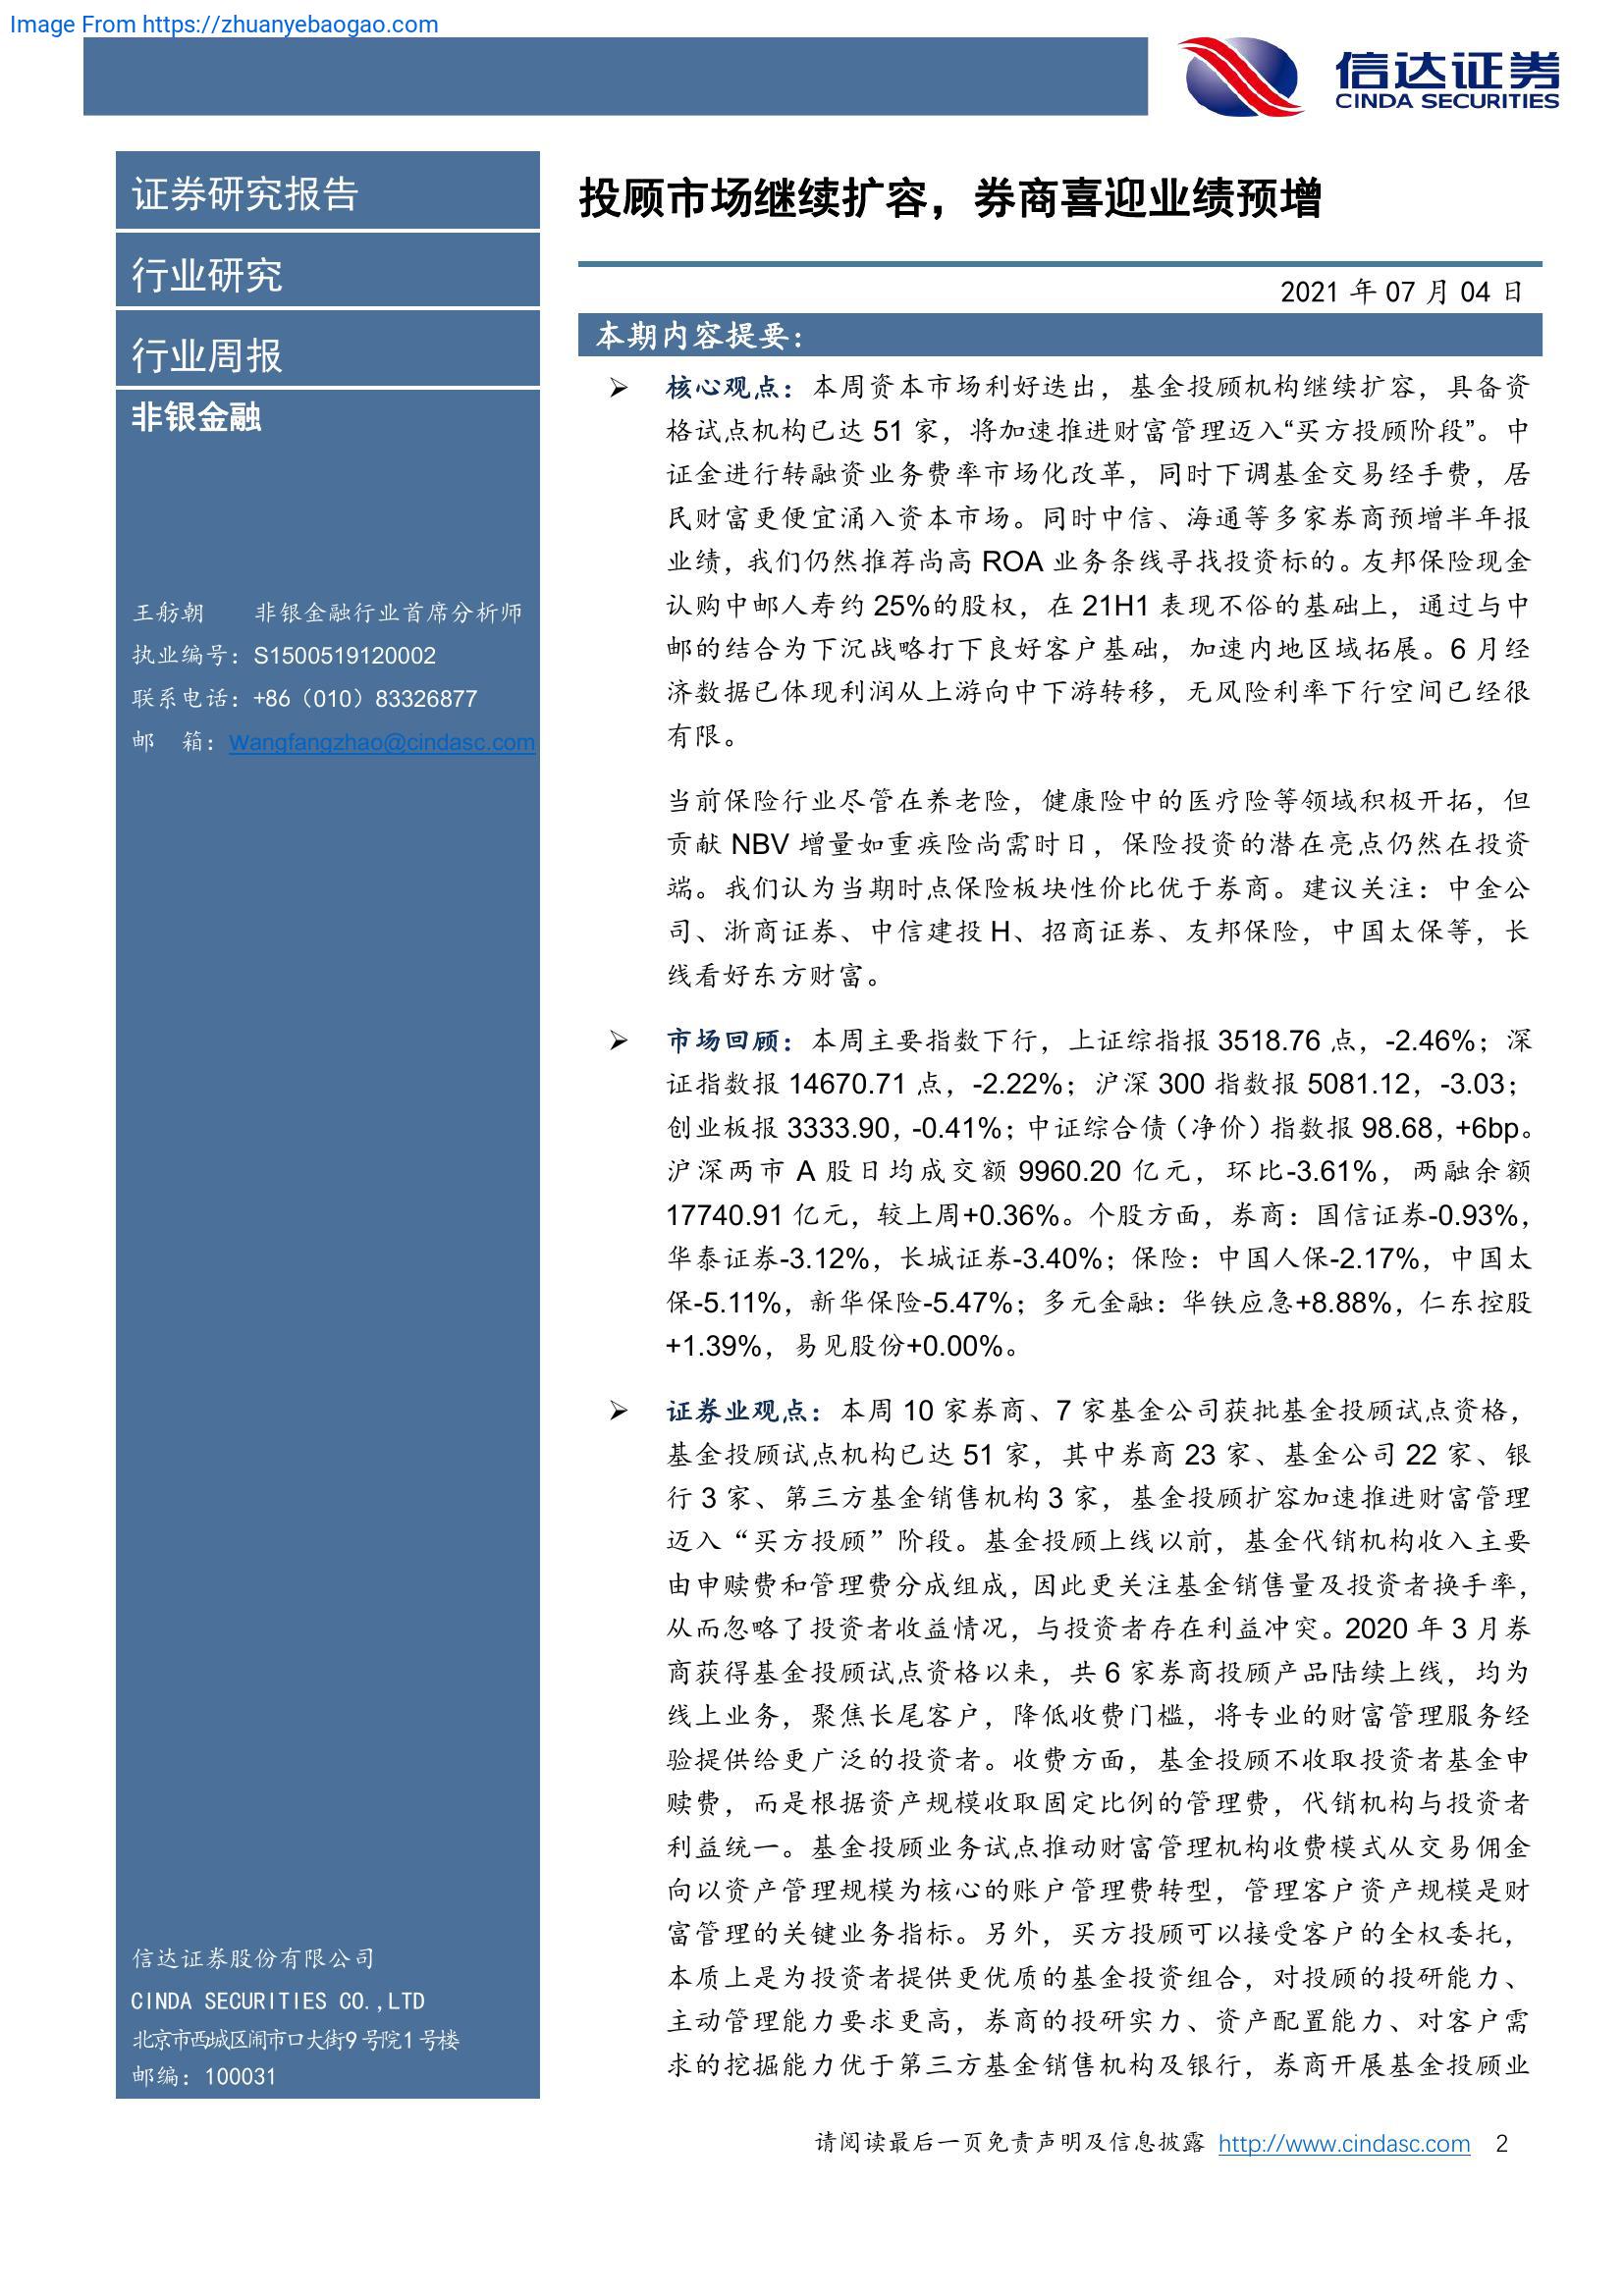 Image From https://zhuanyebaogao.com
信达证券
CINDA SECURITIES
证券研究报告
行业研究
行业周报
非银金融
王舫朝 非银金融行业首席分析师
执业编号：S1500519120002
联系电话：+86（010）83326877
邮 箱：Wangfangzhao@cindasc.com
信达证券股份有限公司
CINDA SECURITIES CO.,LTD
北京市西城区闹市口大街9号院1号楼
邮编：100031
投顾市场继续扩容，券商喜迎业绩预增
2021 年 07 月 04 日
本期内容提要：
➢ 核心观点：本周资本市场利好迭出，基金投顾机构继续扩容，具备资
格试点机构已达 51 家，将加速推进财富管理迈入“买方投顾阶段”。中
证金进行转融资业务费率市场化改革，同时下调基金交易经手费，居
民财富更便宜涌入资本市场。同时中信、海通等多家券商预增半年报
业绩，我们仍然推荐尚高 ROA 业务条线寻找投资标的。友邦保险现金
认购中邮人寿约 25%的股权，在 21H1 表现不俗的基础上，通过与中
邮的结合为下沉战略打下良好客户基础，加速内地区域拓展。6 月经
济数据已体现利润从上游向中下游转移，无风险利率下行空间已经很
有限。
当前保险行业尽管在养老险，健康险中的医疗险等领域积极开拓，但
贡献 NBV 增量如重疾险尚需时日，保险投资的潜在亮点仍然在投资
端。我们认为当期时点保险板块性价比优于券商。建议关注：中金公
司、浙商证券、中信建投 H、招商证券、友邦保险，中国太保等，长
线看好东方财富。
➢ 市场回顾：本周主要指数下行，上证综指报 3518.76 点，-2.46%；深
证指数报 14670.71 点，-2.22%；沪深 300 指数报 5081.12，-3.03；
创业板报 3333.90，-0.41%；中证综合债（净价）指数报 98.68，+6bp。
沪深两市 A 股日均成交额 9960.20 亿元，环比-3.61%，两融余额
17740.91 亿元，较上周+0.36%。个股方面，券商：国信证券-0.93%，
华泰证券-3.12%，长城证券-3.40%；保险：中国人保-2.17%，中国太
保-5.11%，新华保险-5.47%；多元金融：华铁应急+8.88%，仁东控股
+1.39%，易见股份+0.00%。
➢ 证券业观点：本周 10 家券商、7 家基金公司获批基金投顾试点资格，
基金投顾试点机构已达 51 家，其中券商 23 家、基金公司 22 家、银
行 3 家、第三方基金销售机构 3 家，基金投顾扩容加速推进财富管理
迈入“买方投顾”阶段。基金投顾上线以前，基金代销机构收入主要
由申赎费和管理费分成组成，因此更关注基金销售量及投资者换手率，
从而忽略了投资者收益情况，与投资者存在利益冲突。2020 年 3 月券
商获得基金投顾试点资格以来，共 6 家券商投顾产品陆续上线，均为
线上业务，聚焦长尾客户，降低收费门槛，将专业的财富管理服务经
验提供给更广泛的投资者。收费方面，基金投顾不收取投资者基金申
赎费，而是根据资产规模收取固定比例的管理费，代销机构与投资者
利益统一。基金投顾业务试点推动财富管理机构收费模式从交易佣金
向以资产管理规模为核心的账户管理费转型，管理客户资产规模是财
富管理的关键业务指标。另外，买方投顾可以接受客户的全权委托，
本质上是为投资者提供更优质的基金投资组合，对投顾的投研能力、
主动管理能力要求更高，券商的投研实力、资产配置能力、对客户需
求的挖掘能力优于第三方基金销售机构及银行，券商开展基金投顾业
请阅读最后一页免责声明及信息披露 http://www.cindasc.com 2